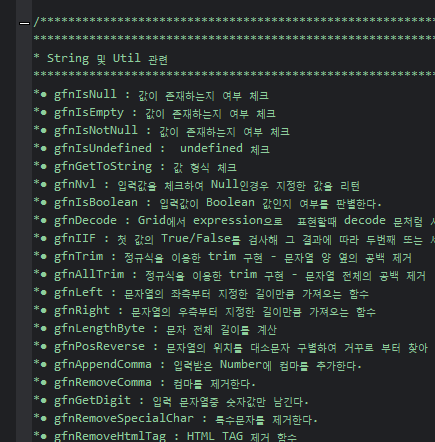 /*******************************************************
********************************************************
* String 및 Util 관련
********************************************************
*● gfnIsNull : 값이 존재하는지 여부 체크
*● gfnIsEmpty : 값이 존재하는지 여부 체크
*● gfnIsNotNull : 값이 존재하는지 여부 체크
*● gfnIsUndefined :  undefined 체크
*● gfnGetToString : 값 형식 체크
*● gfnNvl : 입력값을 체크하여 Null인경우 지정한 값을 리턴
*● gfnIsBoolean : 입력값이 Boolean 값인지 여부를 판별한다.
*● gfnDecode : Grid에서 expression으로  표현할때 decode 문처럼
*● gfnIIF : 첫 값의 True/False를 검사해 그 결과에 따라 두번째 또는
*● gfnTrim : 정규식을 이용한 trim 구현 - 문자열 양 옆의 공백 제거
*● gfnAllTrim : 정규식을 이용한 trim 구현 - 문자열 전체의 공백 제거
*● gfnLeft : 문자열의 좌측부터 지정한 길이만큼 가져오는 함수
*● gfnRight : 문자열의 우측부터 지정한 길이만큼 가져오는 함수
*● gfnLengthByte : 문자 전체 길이를 계산
*● gfnPosReverse : 문자열의 위치를 대소문자 구별하여 거꾸로 부터 찾아
*● gfnAppendComma : 입력받은 Number에 컴마를 추가한다.
*● gfnRemoveComma : 컴마를 제거한다.
*● gfnGetDigit : 입력 문자열중 숫자값만 남긴다.
*● gfnRemoveSpecialChar : 특수문자를 제거한다.
*● gfnRemoveHtmlTag : HTML TAG 제거 함수